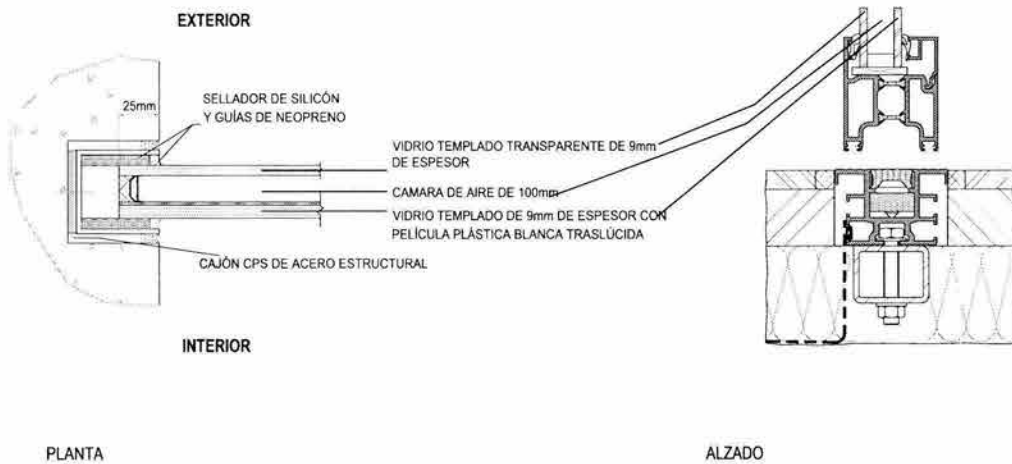 EXTERIOR
25mm
SELLADOR DE SILICÓN
Y GUÍAS DE NEOPRENO
VIDRIO TEMPLADO TRANSPARENTE DE 9mm
DE ESPESOR
CAMARA DE AIRE DE 100mm
VIDRIO TEMPLADO DE 9mm DE ESPESOR CON
PELÍCULA PLÁSTICA BLANCA TRASLÚCIDA
CAJÓN CPS DE ACERO ESTRUCTURAL
INTERIOR
PLANTA
ALZADO